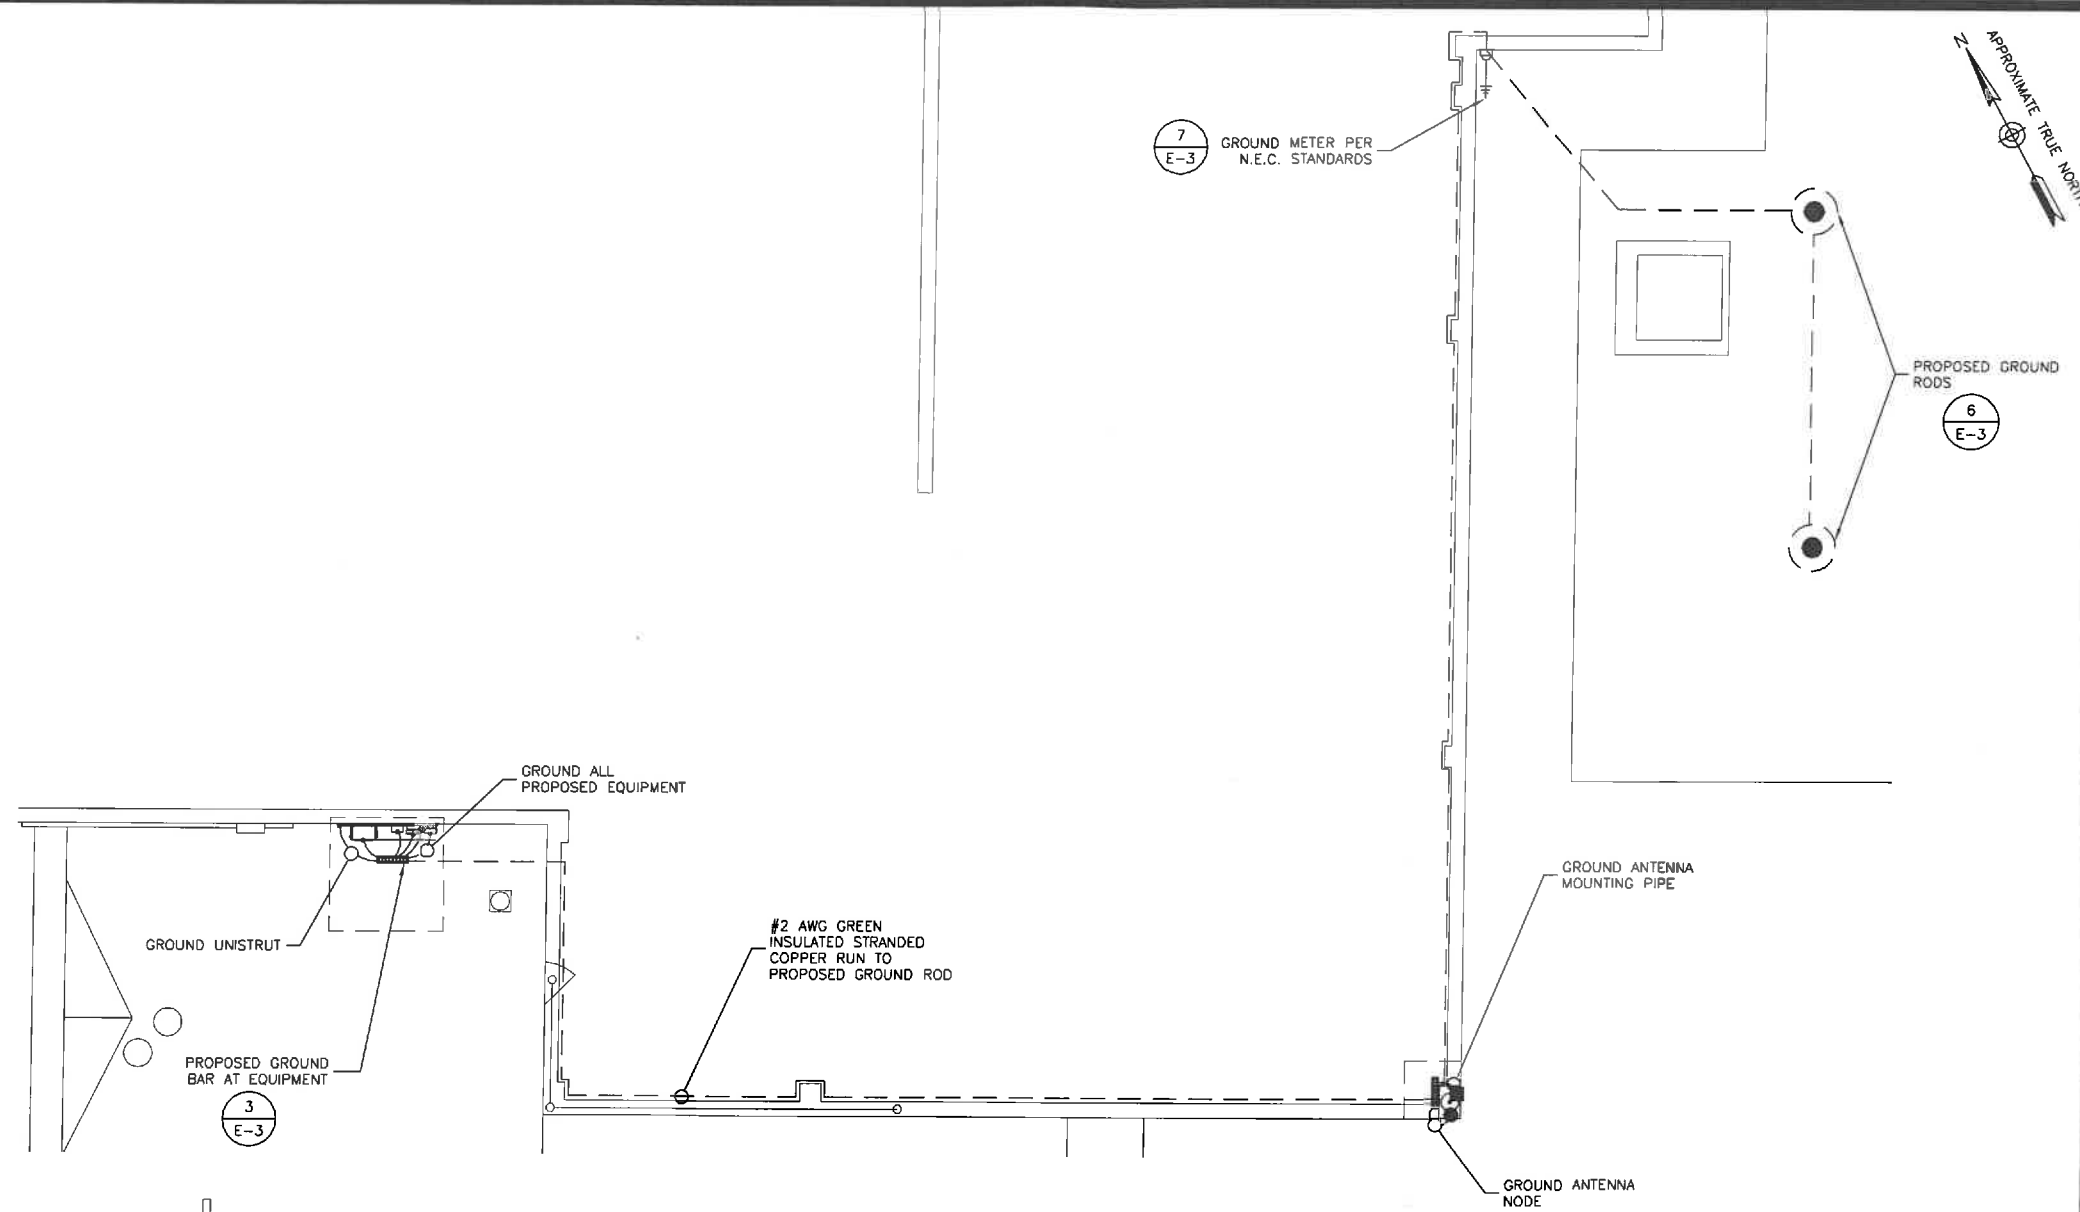 N
APPROXIMATE TRUE NORTH
7
E-3
GROUND METER PER
N.E.C. STANDARDS
PROPOSED GROUND
RODS
6
E-3
GROUND ALL
PROPOSED EQUIPMENT
GROUND UNISTRUT
#2 AWG GREEN
INSULATED STRANDED
COPPER RUN TO
PROPOSED GROUND ROD
GROUND ANTENNA
MOUNTING PIPE
PROPOSED GROUND
BAR AT EQUIPMENT
3
E-3
GROUND ANTENNA
NODE